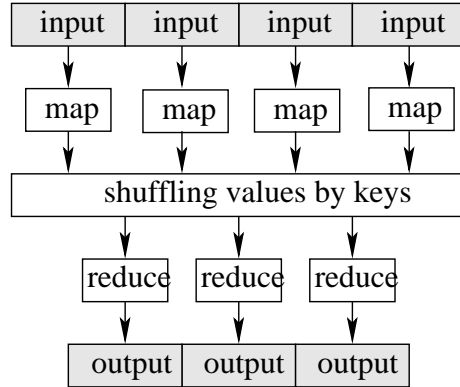 input input input input
map map map map
shuffling values by keys
reduce reduce reduce
output output output